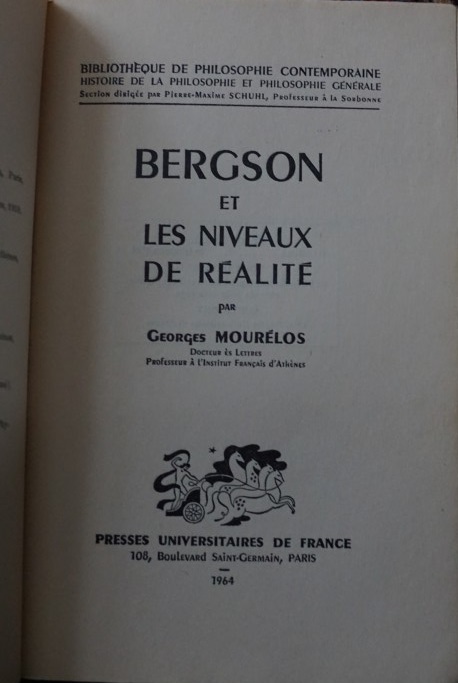 BIBLIOTHÈQUE DE PHILOSOPHIE CONTEMPORAINE
HISTOIRE DE LA PHILOSOPHIE ET PHILOSOPHIE GÉNÉRALE
Section dirigée par Pierre-Maxime SCHUHL, Professeur à la Sorbonne
BERGSON
ET
LES NIVEAUX
DE RÉALITÉ
PAR
Georges MOURÉLOS
Docteur ès Lettres
Professeur à l'Institut Français d'Athènes
PRESSES UNIVERSITAIRES DE FRANCE
108, Boulevard Saint-Germain, PARIS
1964